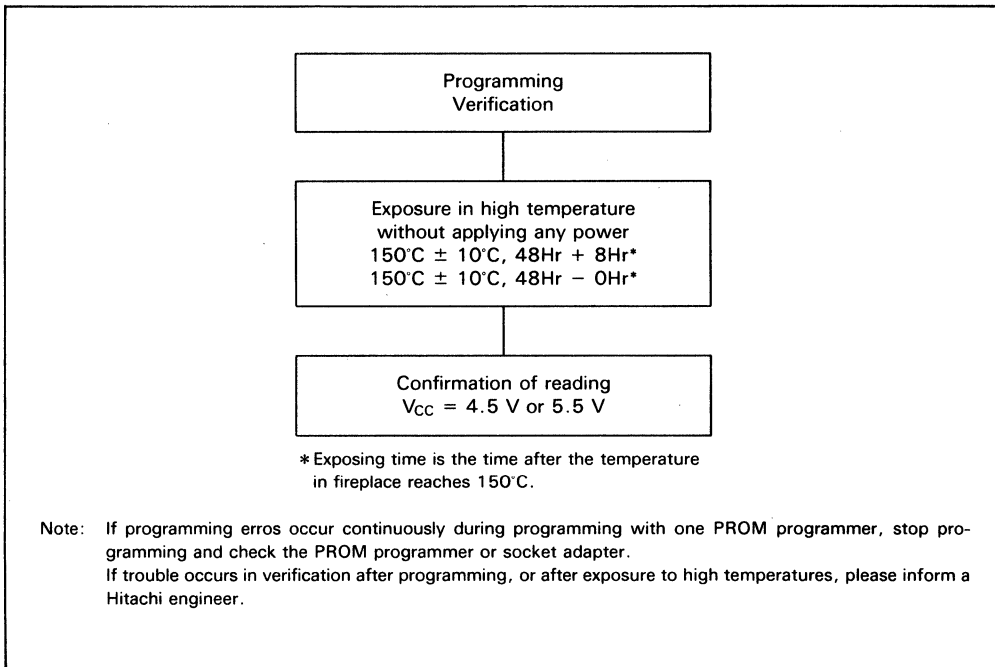 Programming
Verification
Exposure in high temperature
without applying any power
150°C ± 10°C, 48Hr + 8Hr*
150°C ± 10°C, 48Hr − 0Hr*
Confirmation of reading
VCC = 4.5 V or 5.5 V
* Exposing time is the time after the temperature
in fireplace reaches 150°C.
Note: If programming erros occur continuously during programming with one PROM programmer, stop pro-
gramming and check the PROM programmer or socket adapter.
If trouble occurs in verification after programming, or after exposure to high temperatures, please inform a
Hitachi engineer.